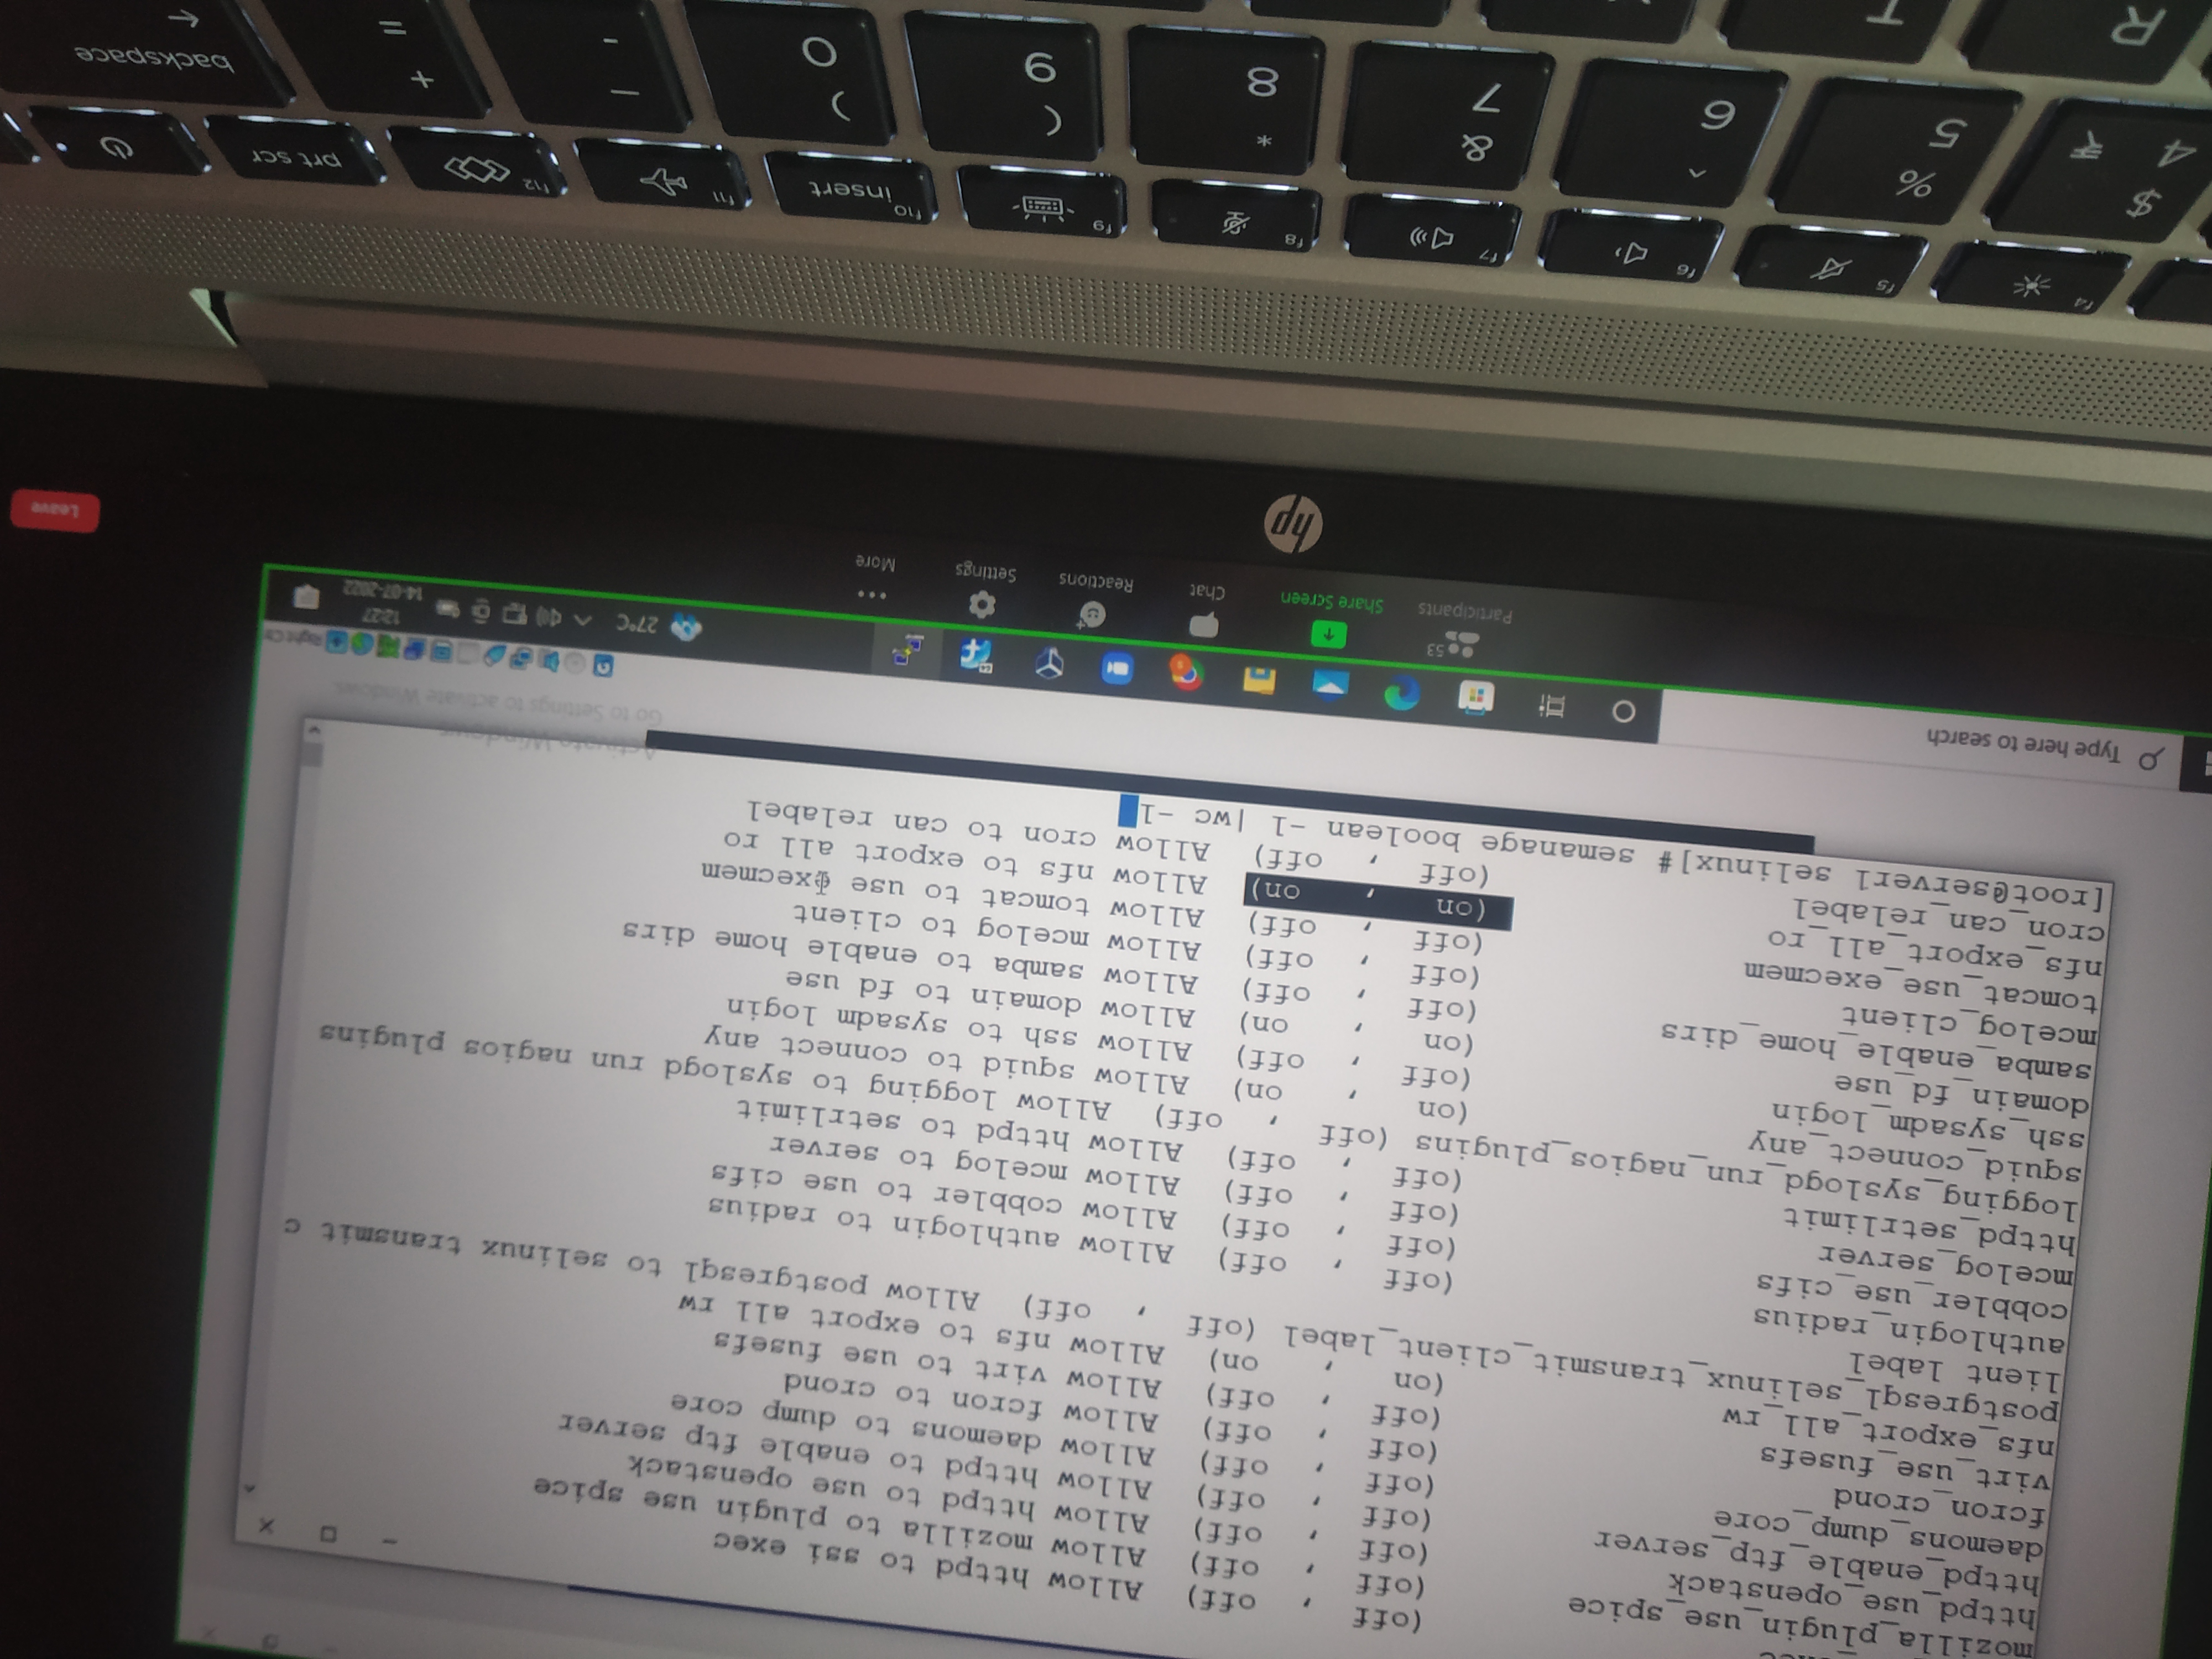 mozilla_plugin_use_spice (off , off) Allow httpd to ssi exec
httpd_use_openstack (off , off) Allow mozilla to plugin use spice
httpd_enable_ftp_server (off , off) Allow httpd to use openstack
daemons_dump_core (off , off) Allow httpd to enable ftp server
fcron_crond (off , off) Allow daemons to dump core
virt_use_fusefs (off , off) Allow fcron to crond
nfs_export_all_rw (off , off) Allow virt to use fusefs
(on , on) Allow nfs to export all rw
postgresql_selinux_transmit_client_label (off , off) Allow postgresql to selinux transmit c
lient label
authlogin_radius (off , off) Allow authlogin to radius
cobbler_use_cifs (off , off) Allow cobbler to use cifs
mcelog_server (off , off) Allow mcelog to server
httpd_setrlimit (off , off) Allow httpd to setrlimit
logging_syslogd_run_nagios_plugins (off , off) Allow logging to syslogd run nagios plugins
squid_connect_any (on , on) Allow squid to connect any
ssh_sysadm_login (off , off) Allow ssh to sysadm login
domain_fd_use (on , on) Allow domain to fd use
samba_enable_home_dirs (off , off) Allow samba to enable home dirs
mcelog_client (off , off) Allow mcelog to client
tomcat_use_execmem (off , off) Allow tomcat to use execmem
nfs_export_all_ro (on , on) Allow nfs to export all ro
cron_can_relabel (off , off) Allow cron to can relabel
[root@server1 selinux]# semanage boolean -l |wc -l
Activate Windows
Go to Settings to activate Windows.
Right Ctrl
Type here to search
27°C
12:27
14-07-2022
53
Participants
Share Screen
Chat
Reactions
Settings
More
Leave
hp
f4
f5
f6
f7
f8
f9
f10 insert
f11
f12
prt scr
$ 4 ₹
% 5
^ 6
& 7
* 8
( 9
) 0
— -
+ =
backspace
R
T